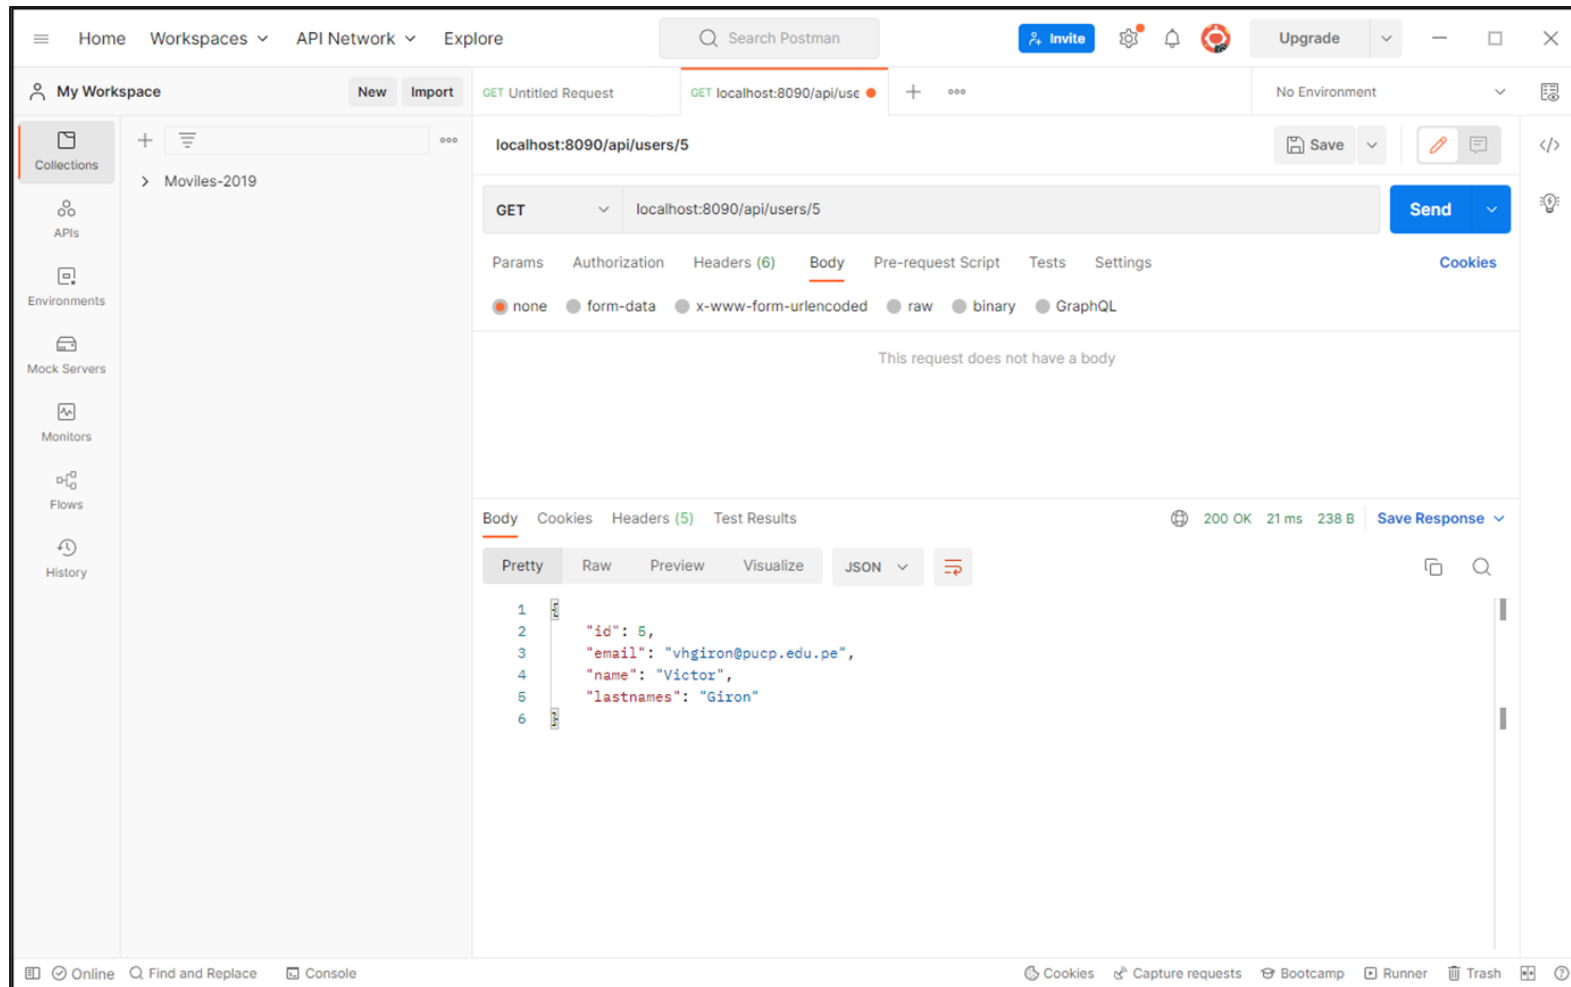 Home Workspaces API Network Explore Search Postman Invite Upgrade
My Workspace New Import GET Untitled Request GET localhost:8090/api/use No Environment
Collections
APIs
Environments
Mock Servers
Monitors
Flows
History
Moviles-2019
localhost:8090/api/users/5 Save
GET localhost:8090/api/users/5 Send
Params Authorization Headers (6) Body Pre-request Script Tests Settings Cookies
none form-data x-www-form-urlencoded raw binary GraphQL
This request does not have a body
Body Cookies Headers (5) Test Results 200 OK 21 ms 238 B Save Response
Pretty Raw Preview Visualize JSON
1 {
2 "id": 5,
3 "email": "vhgiron@pucp.edu.pe",
4 "name": "Victor",
5 "lastnames": "Giron"
6 }
Online Find and Replace Console Cookies Capture requests Bootcamp Runner Trash